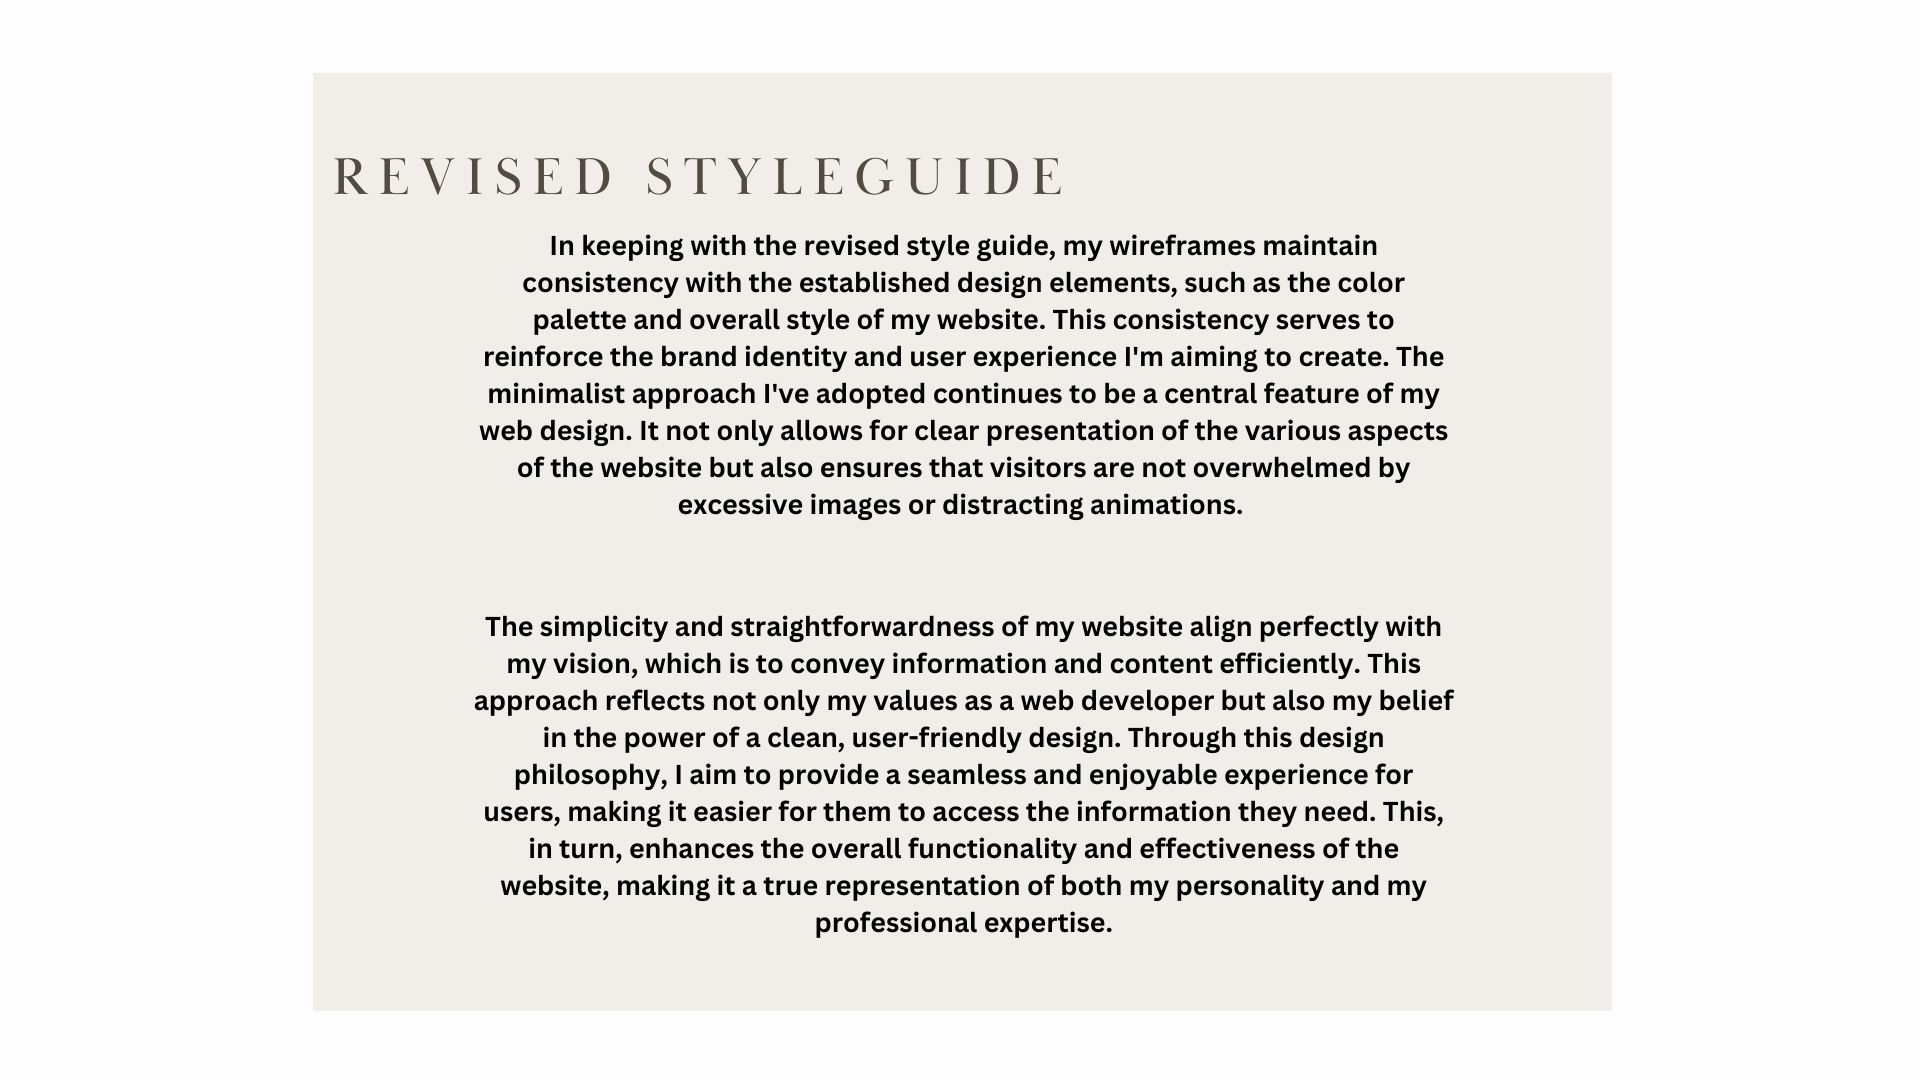 REVISED STYLEGUIDE
In keeping with the revised style guide, my wireframes maintain
consistency with the established design elements, such as the color
palette and overall style of my website. This consistency serves to
reinforce the brand identity and user experience I'm aiming to create. The
minimalist approach I've adopted continues to be a central feature of my
web design. It not only allows for clear presentation of the various aspects
of the website but also ensures that visitors are not overwhelmed by
excessive images or distracting animations.
The simplicity and straightforwardness of my website align perfectly with
my vision, which is to convey information and content efficiently. This
approach reflects not only my values as a web developer but also my belief
in the power of a clean, user-friendly design. Through this design
philosophy, I aim to provide a seamless and enjoyable experience for
users, making it easier for them to access the information they need. This,
in turn, enhances the overall functionality and effectiveness of the
website, making it a true representation of both my personality and my
professional expertise.